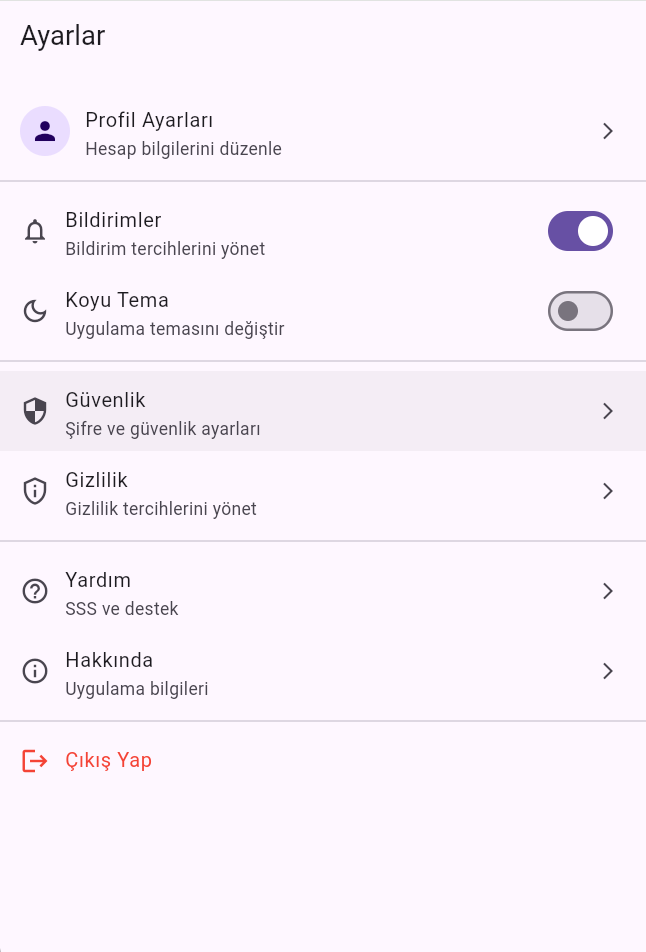 Ayarlar
Profil Ayarları
Hesap bilgilerini düzenle
Bildirimler
Bildirim tercihlerini yönet
Koyu Tema
Uygulama temasını değiştir
Güvenlik
Şifre ve güvenlik ayarları
Gizlilik
Gizlilik tercihlerini yönet
Yardım
SSS ve destek
Hakkında
Uygulama bilgileri
Çıkış Yap